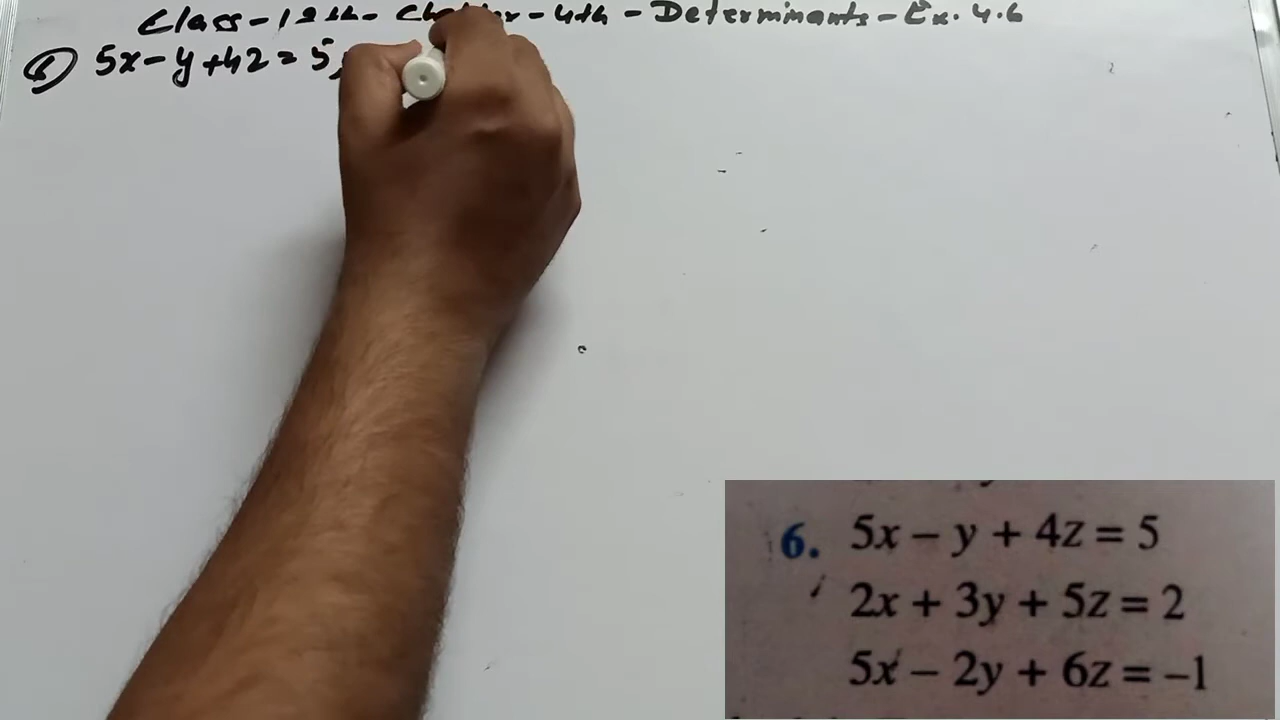 Class-12th- -4th-Determinants-Ex.4.6
6) 5x-y+4z=5,
6. 5x – y + 4z = 5
2x + 3y + 5z = 2
5x – 2y + 6z = –1